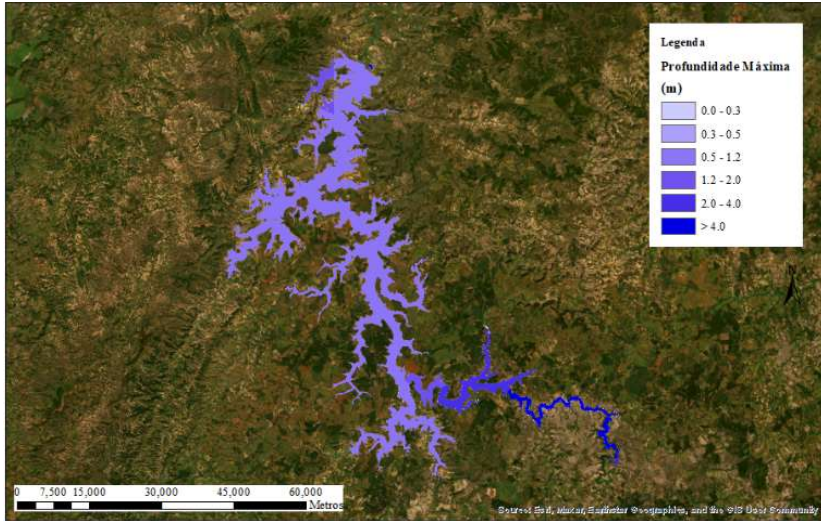 Legenda
Profundidade Máxima
(m)
0.0 - 0.3
0.3 - 0.5
0.5 - 1.2
1.2 - 2.0
2.0 - 4.0
> 4.0
N
0 7,500 15,000 30,000 45,000 60,000
Metros
Source: Esri, Maxar, Earthstar Geographics, and the GIS User Community